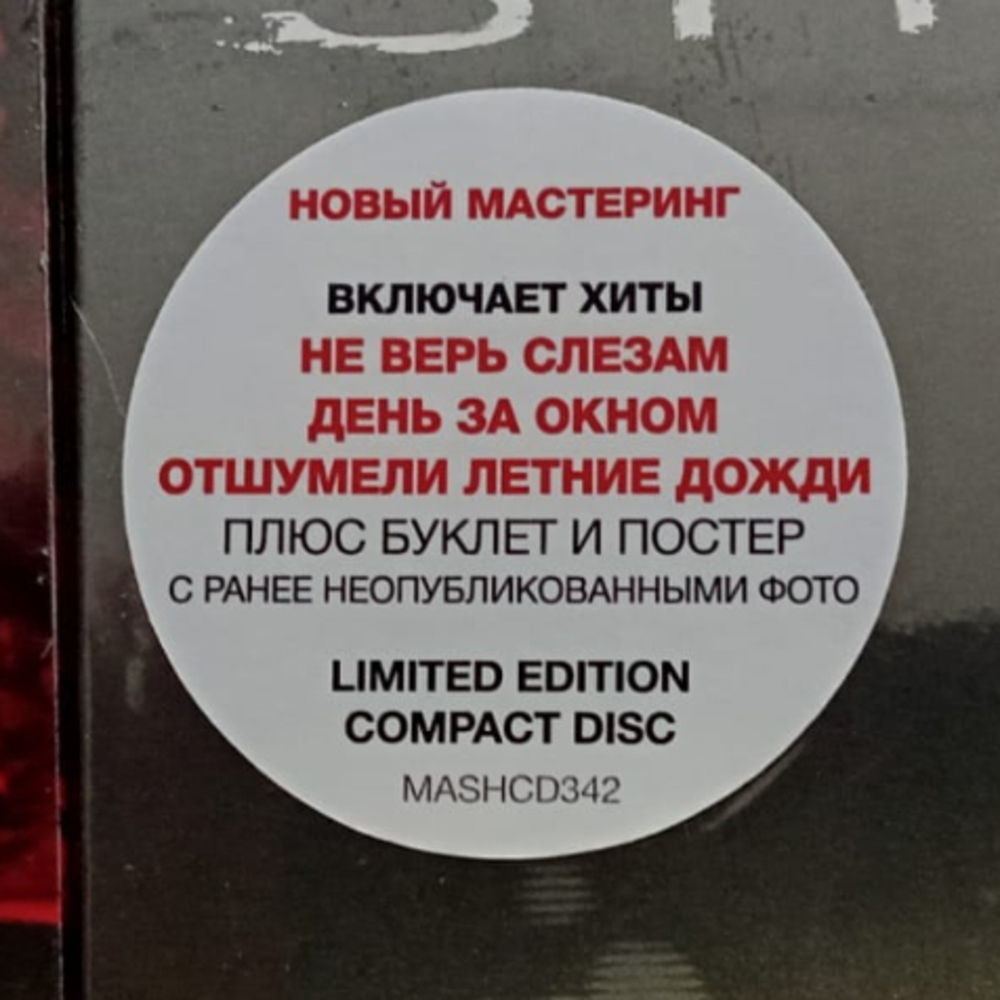 НОВЫЙ МАСТЕРИНГ
ВКЛЮЧАЕТ ХИТЫ
НЕ ВЕРЬ СЛЕЗАМ
ДЕНЬ ЗА ОКНОМ
ОТШУМЕЛИ ЛЕТНИЕ ДОЖДИ
ПЛЮС БУКЛЕТ И ПОСТЕР
С РАНЕЕ НЕОПУБЛИКОВАННЫМИ ФОТО
LIMITED EDITION
COMPACT DISC
MASHCD342